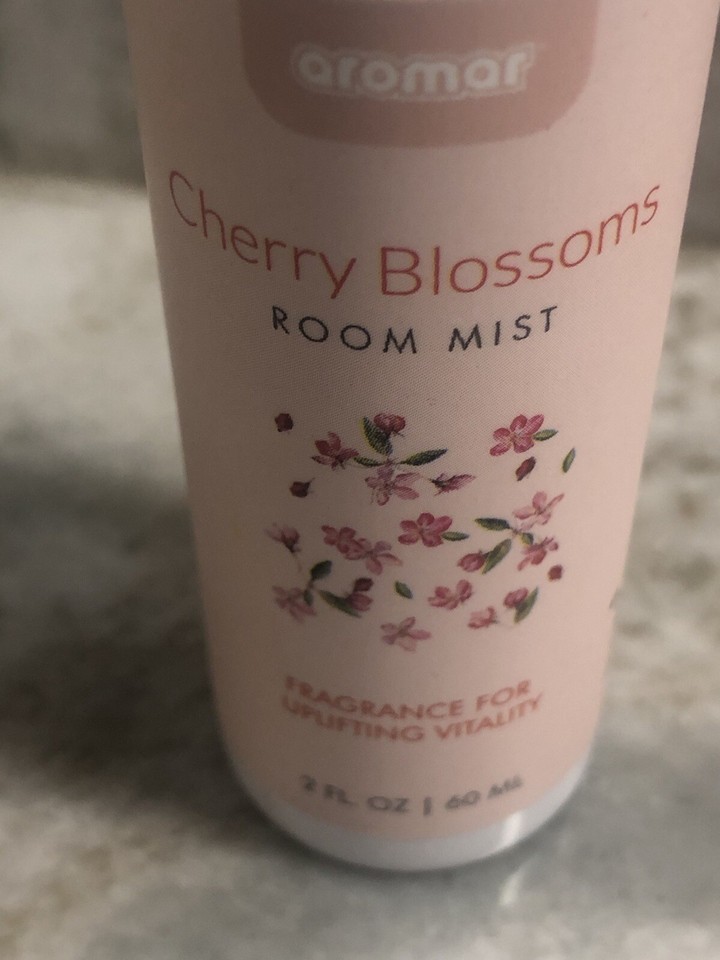 aromar
Cherry Blossoms
ROOM MIST
FRAGRANCE FOR
UPLIFTING VITALITY
2 FL. OZ | 60 ML